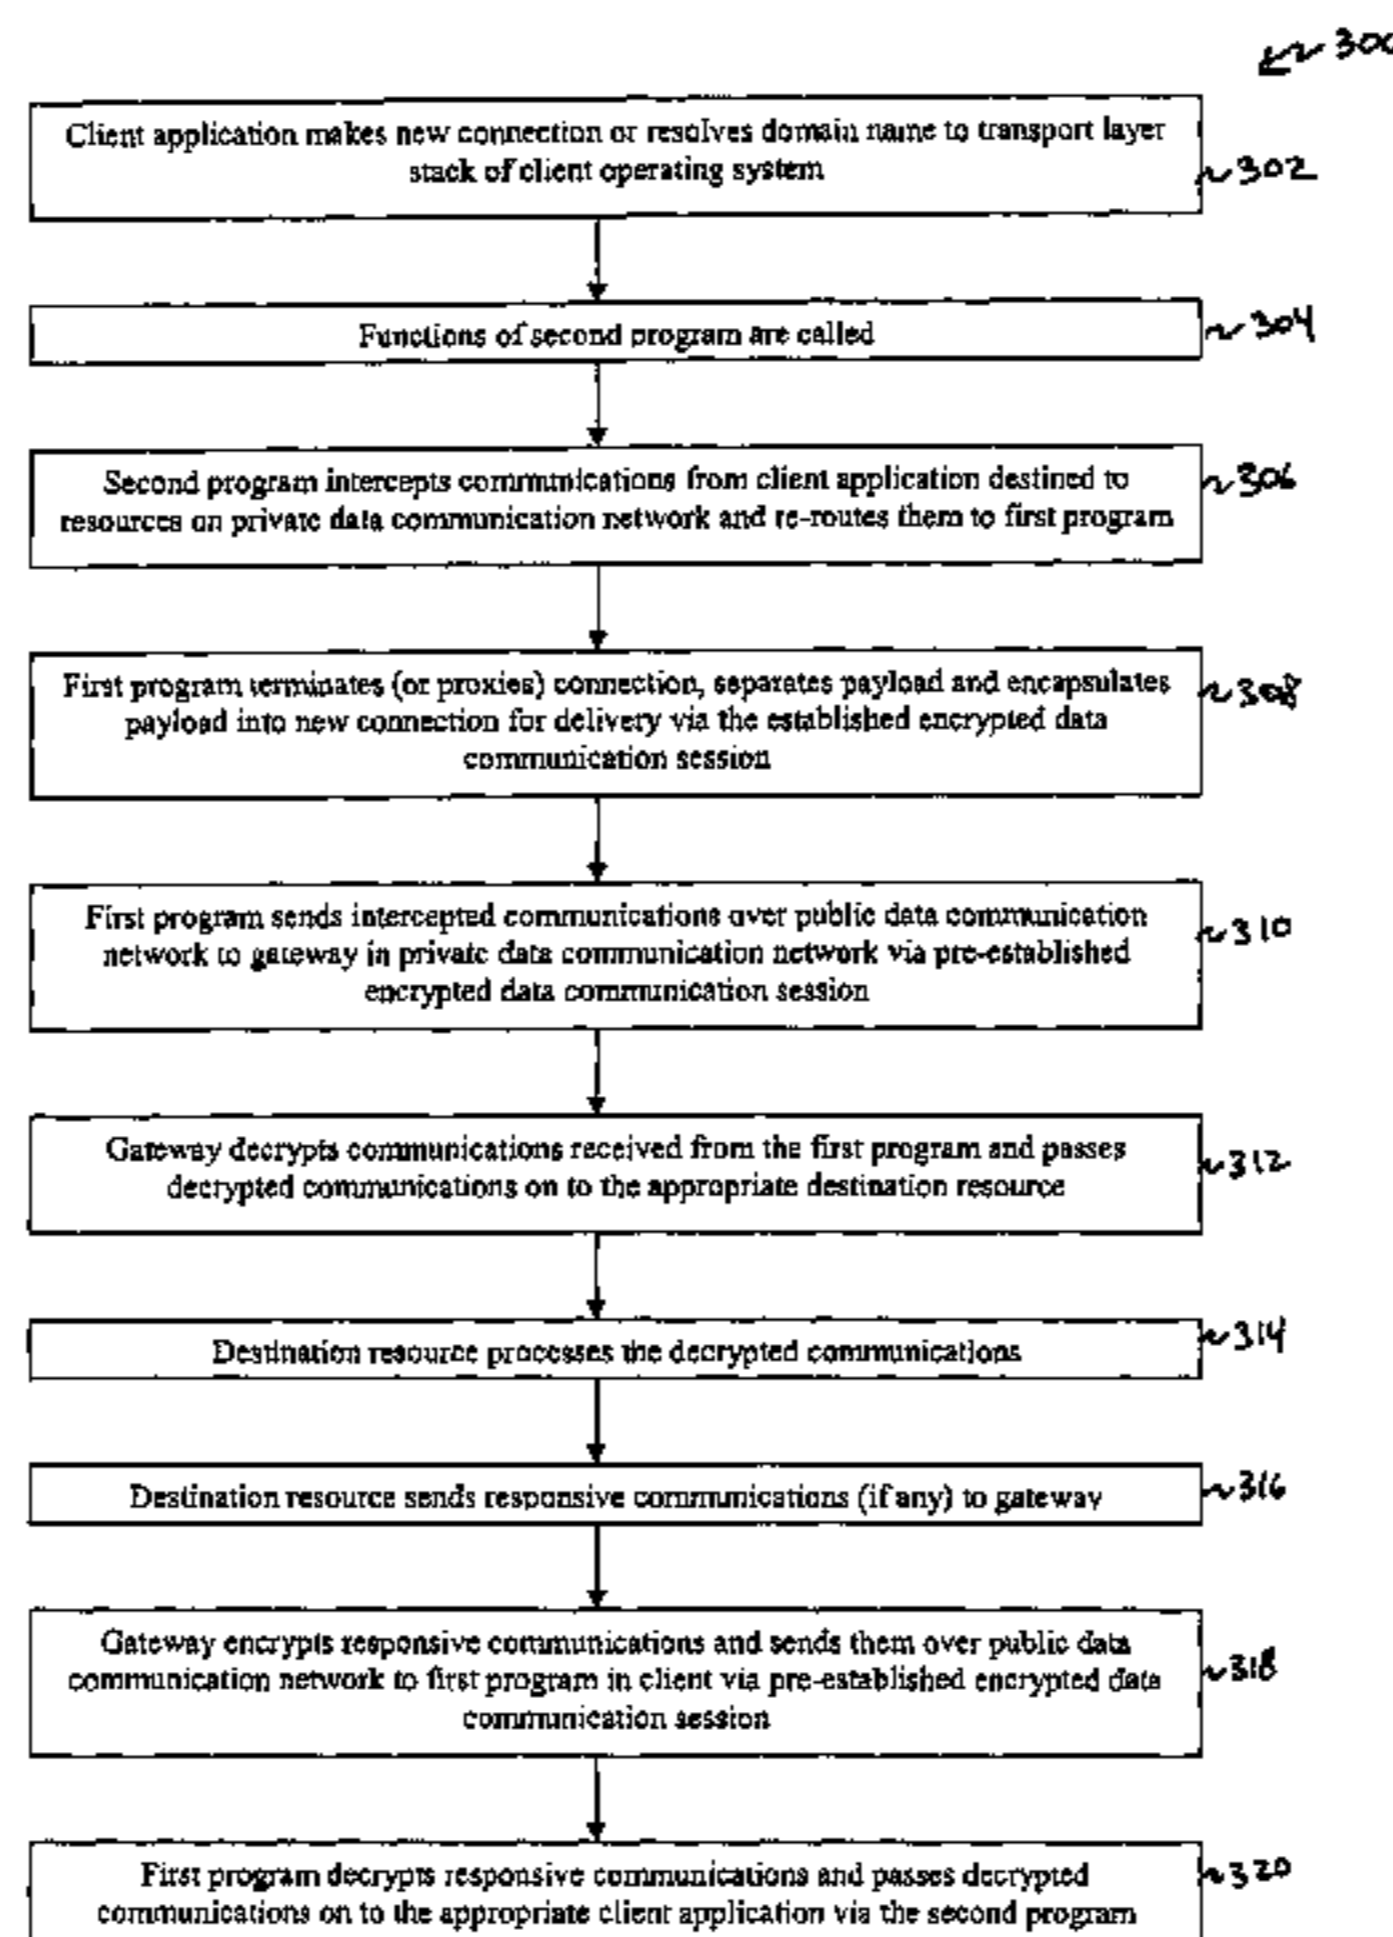 300
Client application makes new connection or resolves domain name to transport layer
stack of client operating system
302
Functions of second program are called
304
Second program intercepts communications from client application destined to
resources on private data communication network and re-routes them to first program
306
First program terminates (or proxies) connection, separates payload and encapsulates
payload into new connection for delivery via the established encrypted data
communication session
308
First program sends intercepted communications over public data communication
network to gateway in private data communication network via pre-established
encrypted data communication session
310
Gateway decrypts communications received from the first program and passes
decrypted communications on to the appropriate destination resource
312
Destination resource processes the decrypted communications
314
Destination resource sends responsive communications (if any) to gateway
316
Gateway encrypts responsive communications and sends them over public data
communication network to first program in client via pre-established encrypted data
communication session
318
First program decrypts responsive communications and passes decrypted
communications on to the appropriate client application via the second program
320